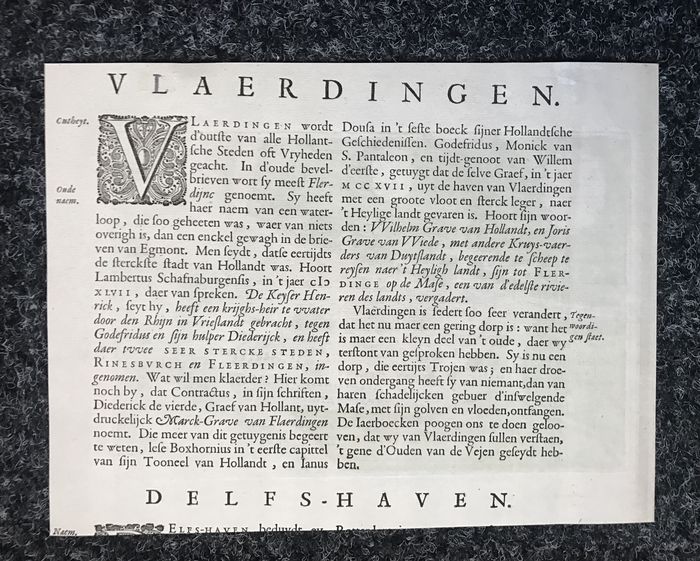 VLAERDINGEN.
Outheyt.
VLAERDINGEN wordt
d'outste van alle Hollant-
sche Steden oft Vryheden
geacht. In d'oude bevel-
brieven wort sy meest Fler-
dijnc genoemt. Sy heeft
Oude
naem.
haer naem van een water-
loop, die soo geheeten was, waer van niets
overigh is, dan een enckel gewagh in de brie-
ven van Egmont. Men seydt, datse eertijdts
de sterckste stadt van Hollandt was. Hoort
Lambertus Schafnaburgensis, in 't jaer cIↃ
XLVII, daer van spreken. De Keyser Hen-
rick, seyt hy, heeft een krijghs-heir te vvater
door den Rhijn in Vrieslandt gebracht, tegen
Godefridus en sijn hulper Diederijck, en heeft
daer tvvee SEER STERCKE STEDEN,
RINESBVRCH en FLEERDINGEN, in-
genomen. Wat wil men klaerder? Hier komt
noch by, dat Contractus, in sijn schriften,
Diederick de vierde, Graef van Hollant, uyt-
druckelijck Marck-Grave van Flaerdingen
noemt. Die meer van dit getuygenis begeert
te weten, lese Boxhornius in 't eerste capittel
van sijn Tooneel van Hollandt, en Ianus
Dousa in 't seste boeck sijner Hollandtsche
Geschiedenissen. Godefridus, Monick van
S. Pantaleon, en tijdt-genoot van Willem
d'eerste, getuygt dat de selve Graef, in 't jaer
MCCXVII, uyt de haven van Vlaerdingen
met een groote vloot en sterck leger, naer
't Heylige landt gevaren is. Hoort sijn woor-
den: VVilhelm Grave van Hollandt, en Joris
Grave van VViede, met andere Kruys-vaer-
ders van Duytslandt, begeerende te scheep te
reysen naer 't Heyligh landt, sijn tot FLER-
DINGE op de Mase, een van d'edelste rivie-
ren des landts, vergadert.
Vlaerdingen is sedert soo seer verandert,
dat het nu maer een gering dorp is: want het
is maer een kleyn deel van 't oude, daer wy
terstont van gesproken hebben. Sy is nu een
Tegen-
woordi-
gen staet.
dorp, die eertijts Trojen was; en haer droe-
ven ondergang heeft sy van niemant, dan van
haren schadelijcken gebuer d'inswelgende
Mase, met sijn golven en vloeden, ontfangen.
De Iaerboecken poogen ons te doen geloo-
ven, dat wy van Vlaerdingen sullen verstaen,
't gene d'Ouden van de Vejen geseydt heb-
ben.
DELFS-HAVEN.
Naem.
ELFS-HAVEN beduydt